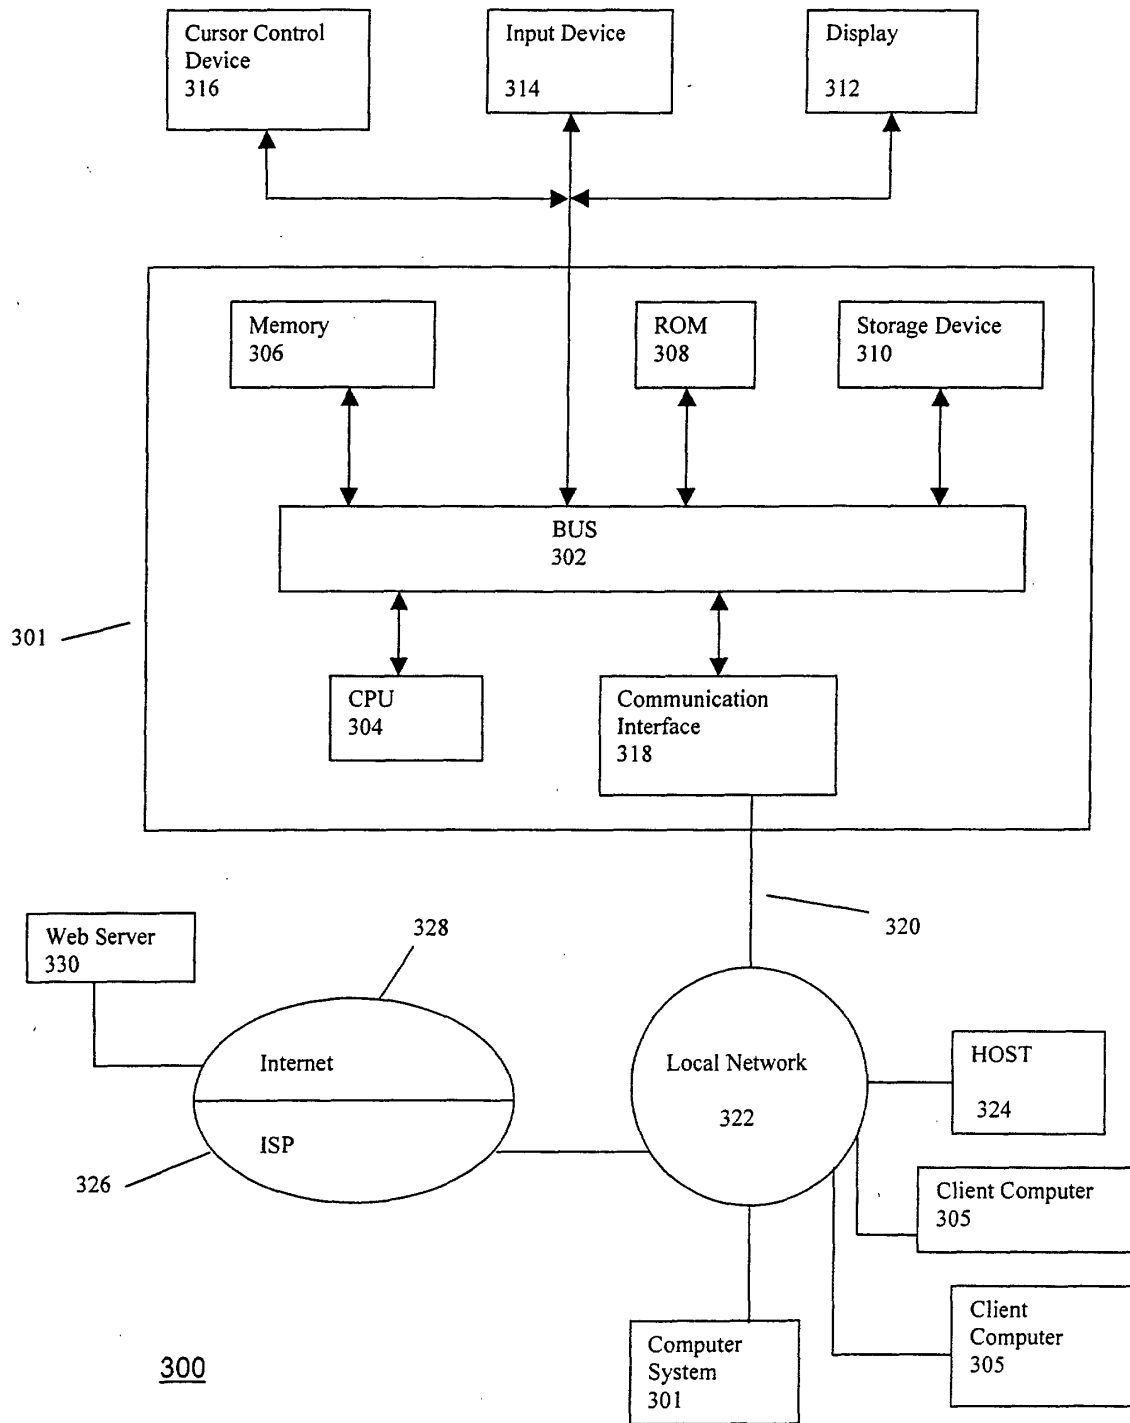 Cursor Control
Device
316
Input Device
314
Display
312
Memory
306
ROM
308
Storage Device
310
BUS
302
301
CPU
304
Communication
Interface
318
320
Web Server
330
328
Internet
ISP
326
Local Network
322
HOST
324
Client Computer
305
Client
Computer
305
Computer
System
301
300